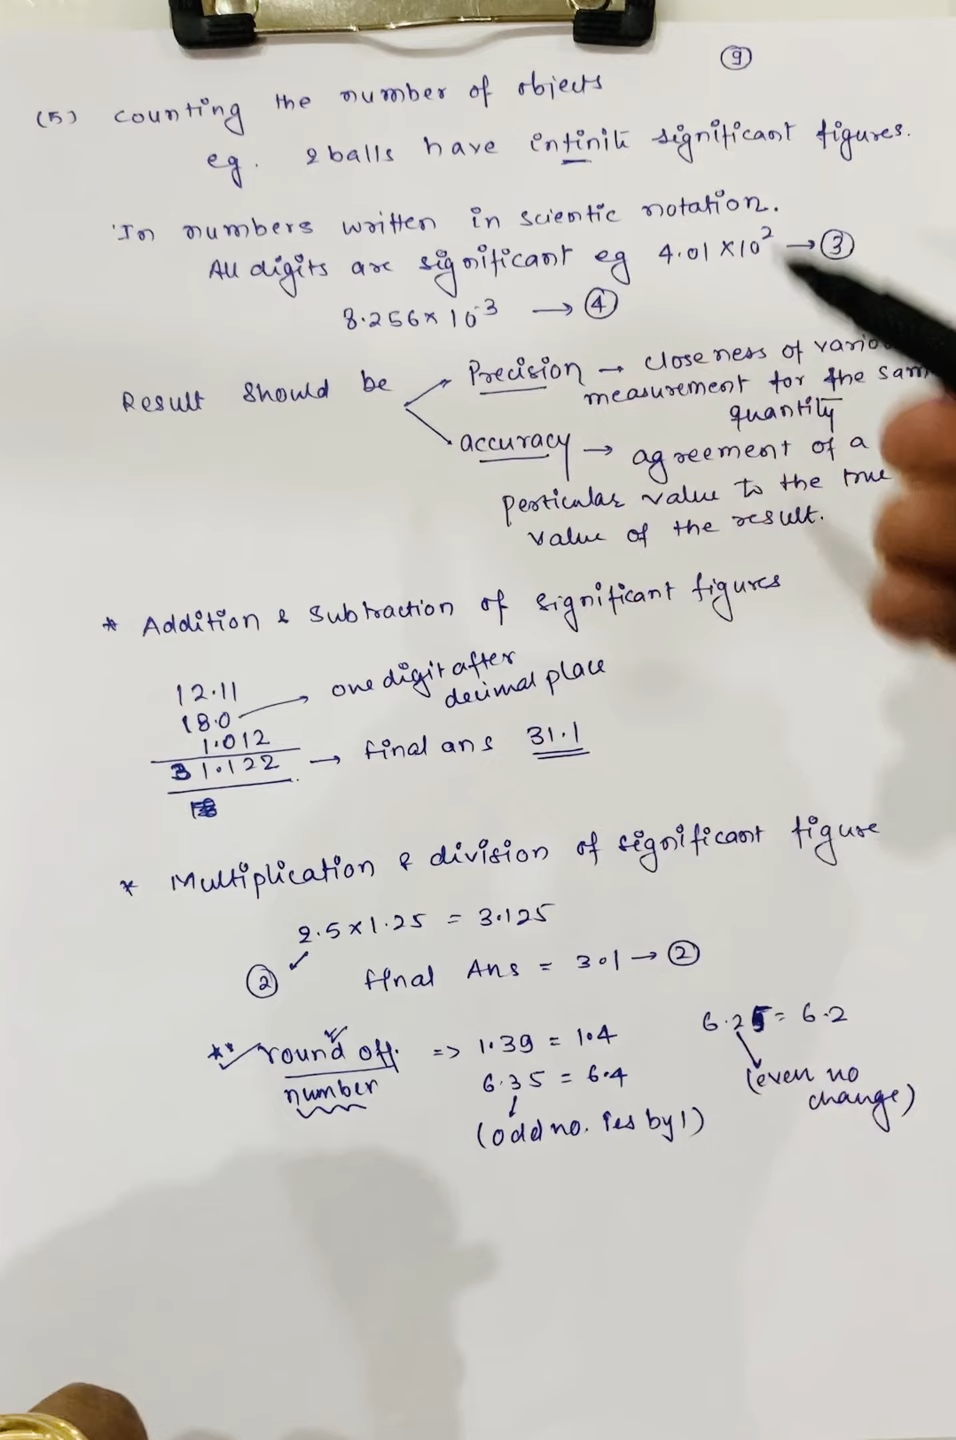 9
(5) Counting the number of objects
eg. 2 balls have infinite significant figures.
In numbers written in scientic notation.
All digits are significant eg 4.01 × 10² → 3
8.256 × 10⁻³ → 4
Result should be
Precision → closeness of
measurement for the
quantity
accuracy → agreement of a
perticular value to the true
value of the result.
* Addition & subtraction of significant figures
12.11
18.0 → one digit after
decimal place
1.012
31.122 → final ans 31.1
* Multiplication & division of significant figure
2.5 × 1.25 = 3.125
2
final Ans = 3.1 → 2
** round off => 1.39 = 1.4
number
6.35 = 6.4
(odd no. ies by 1)
6.25 = 6.2
(even no
change)